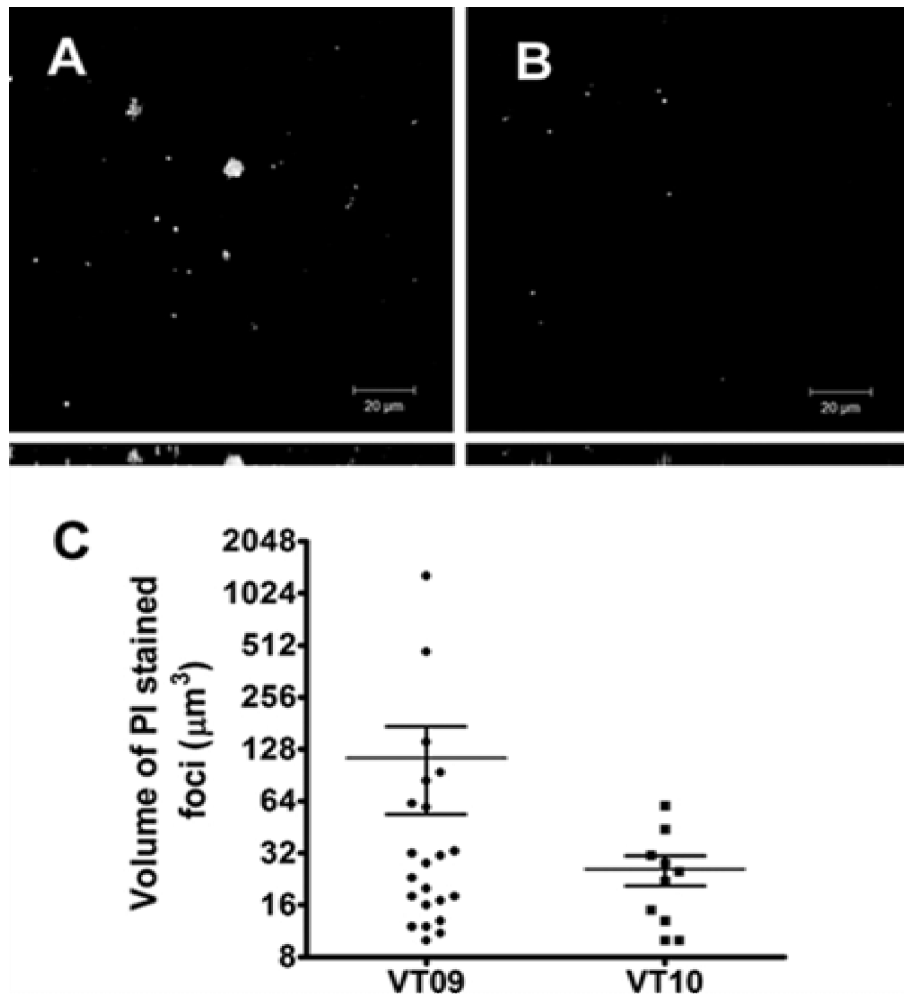 A
B
20 µm
20 µm
C
Volume of PI stained
foci (µm³)
2048
1024
512
256
128
64
32
16
8
VT09
VT10